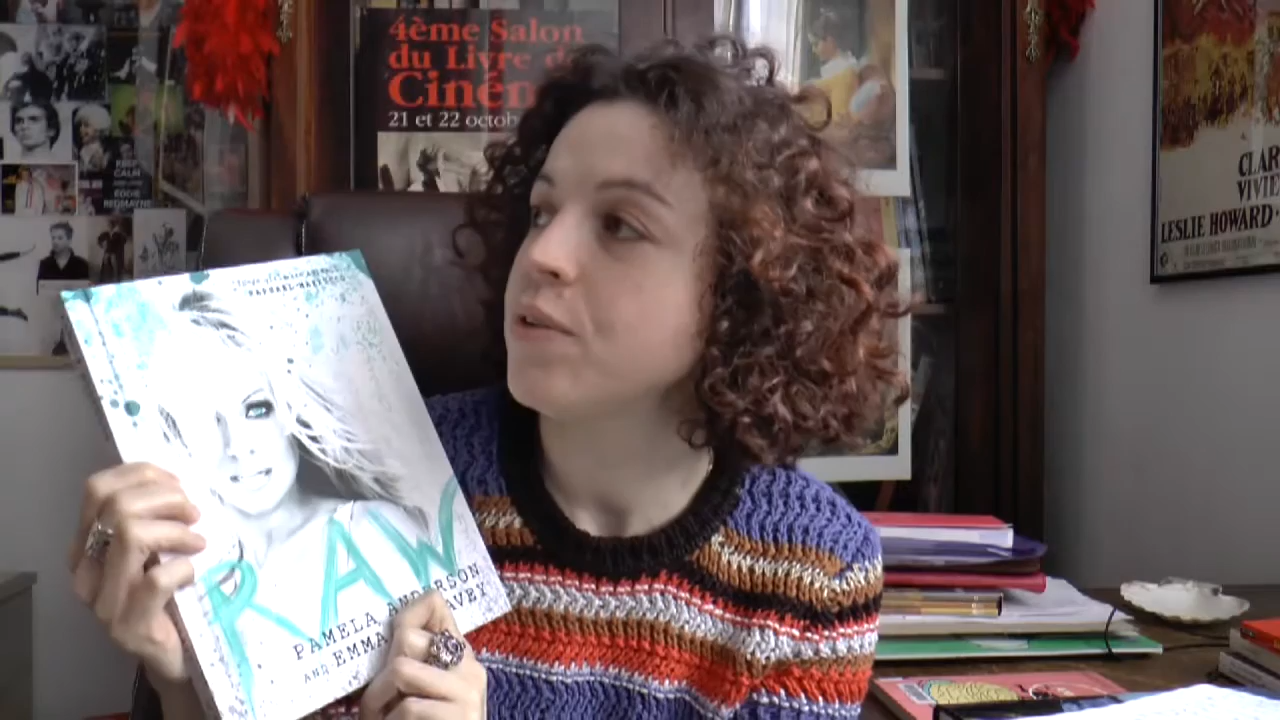 4ème Salon
du Livre de
Ciném
21 et 22 octob
KEEP
CALM
EDDIE
REDMAYNE
CLAR
VIVIE
LESLIE HOWARD
RAW
PAMELA ANDERSON
AND EMMA AVEY